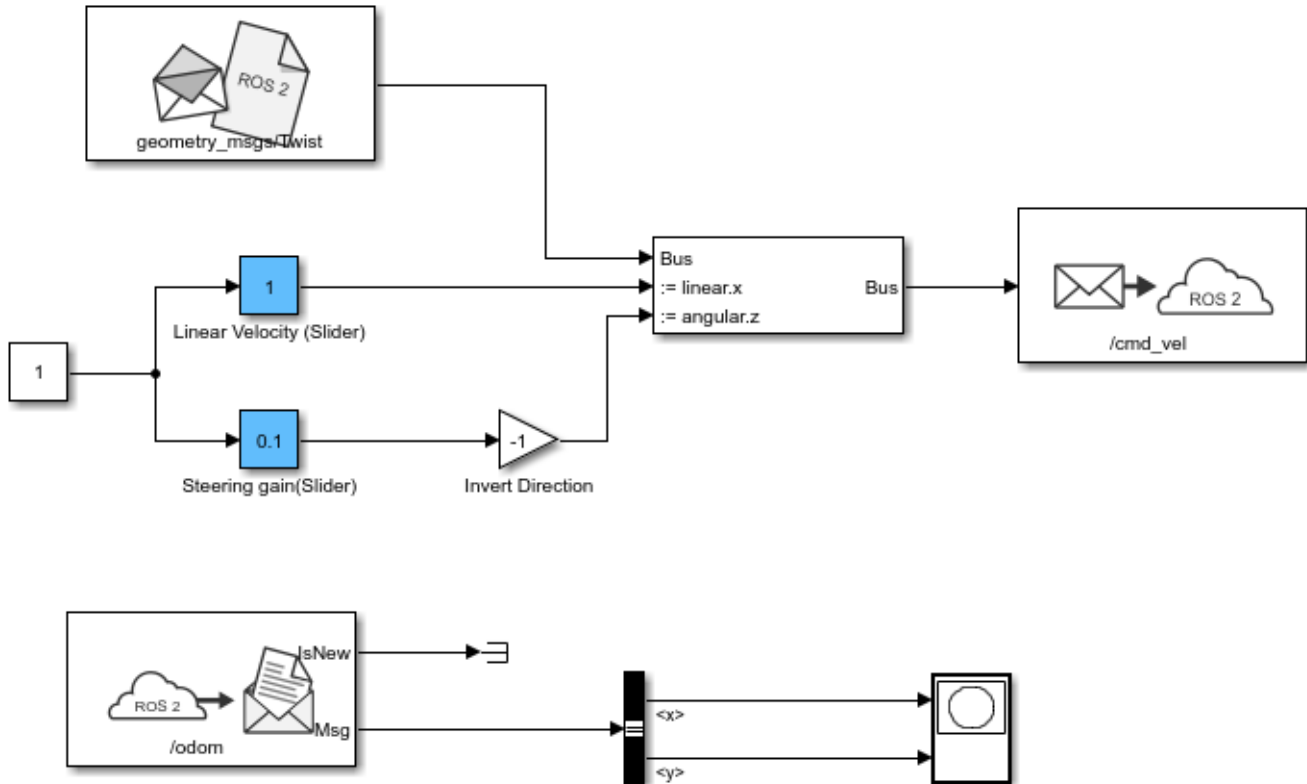 ROS 2
geometry_msgs/Twist
Bus
:= linear.x
:= angular.z
Bus
ROS 2
/cmd_vel
1
Linear Velocity (Slider)
1
0.1
Steering gain(Slider)
-1
Invert Direction
IsNew
ROS 2
Msg
/odom
<x>
<y>